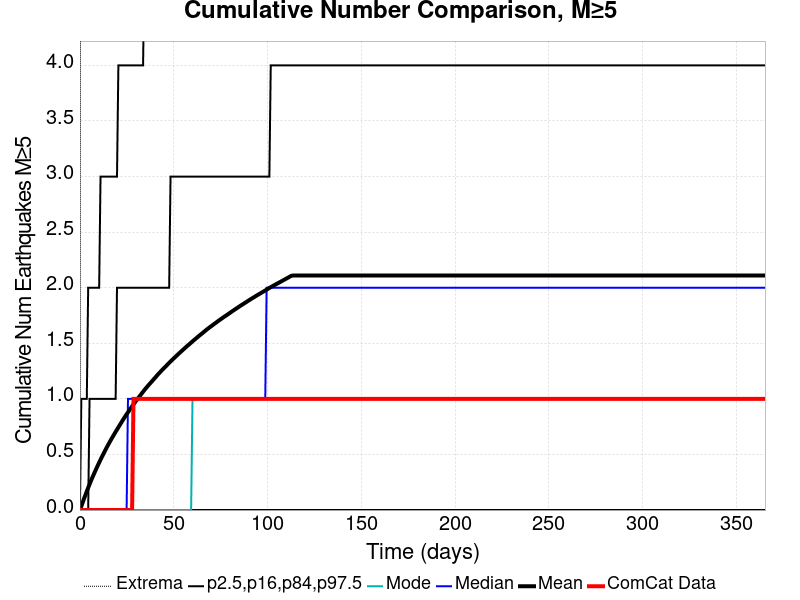 Cumulative Number Comparison, M≥5
Cumulative Num Earthquakes M≥5
4.0
3.5
3.0
2.5
2.0
1.5
1.0
0.5
0.0
0 50 100 150 200 250 300 350
Time (days)
Extrema p2.5,p16,p84,p97.5 Mode Median Mean ComCat Data